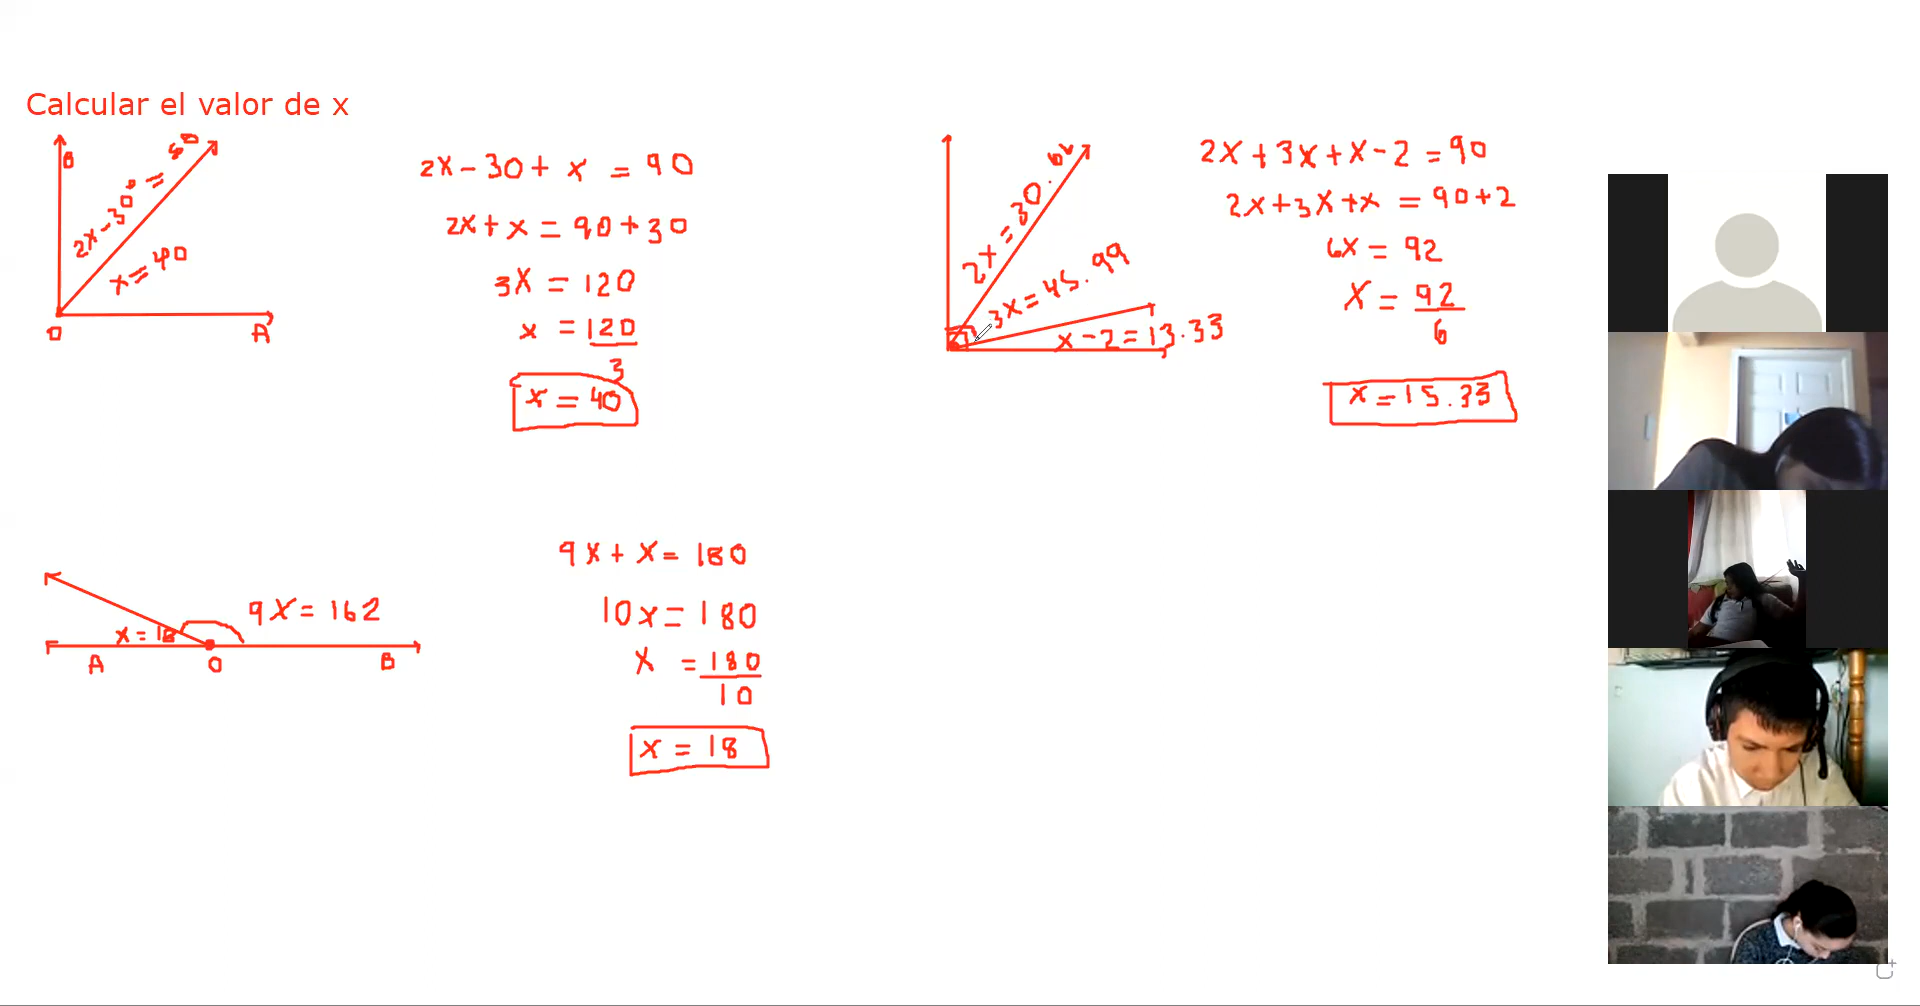 Calcular el valor de x
B
2x-30°=50
x=40
O
A
2x-30+x=90
2x+x=90+30
3x=120
x=120
3
x=40
2x=30.62
3x=45.99
x-2=13.33
2x+3x+x-2=90
2x+3x+x=90+2
6x=92
x=92
6
x=15.33
9x=162
x=18
A
O
B
9x+x=180
10x=180
x=180
10
x=18